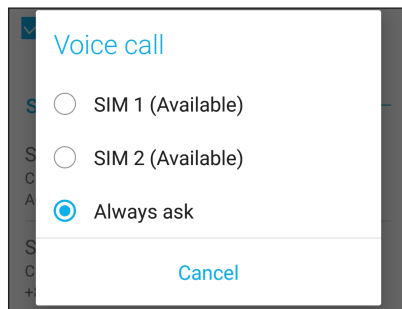 Voice call
SIM 1 (Available)
SIM 2 (Available)
Always ask
Cancel